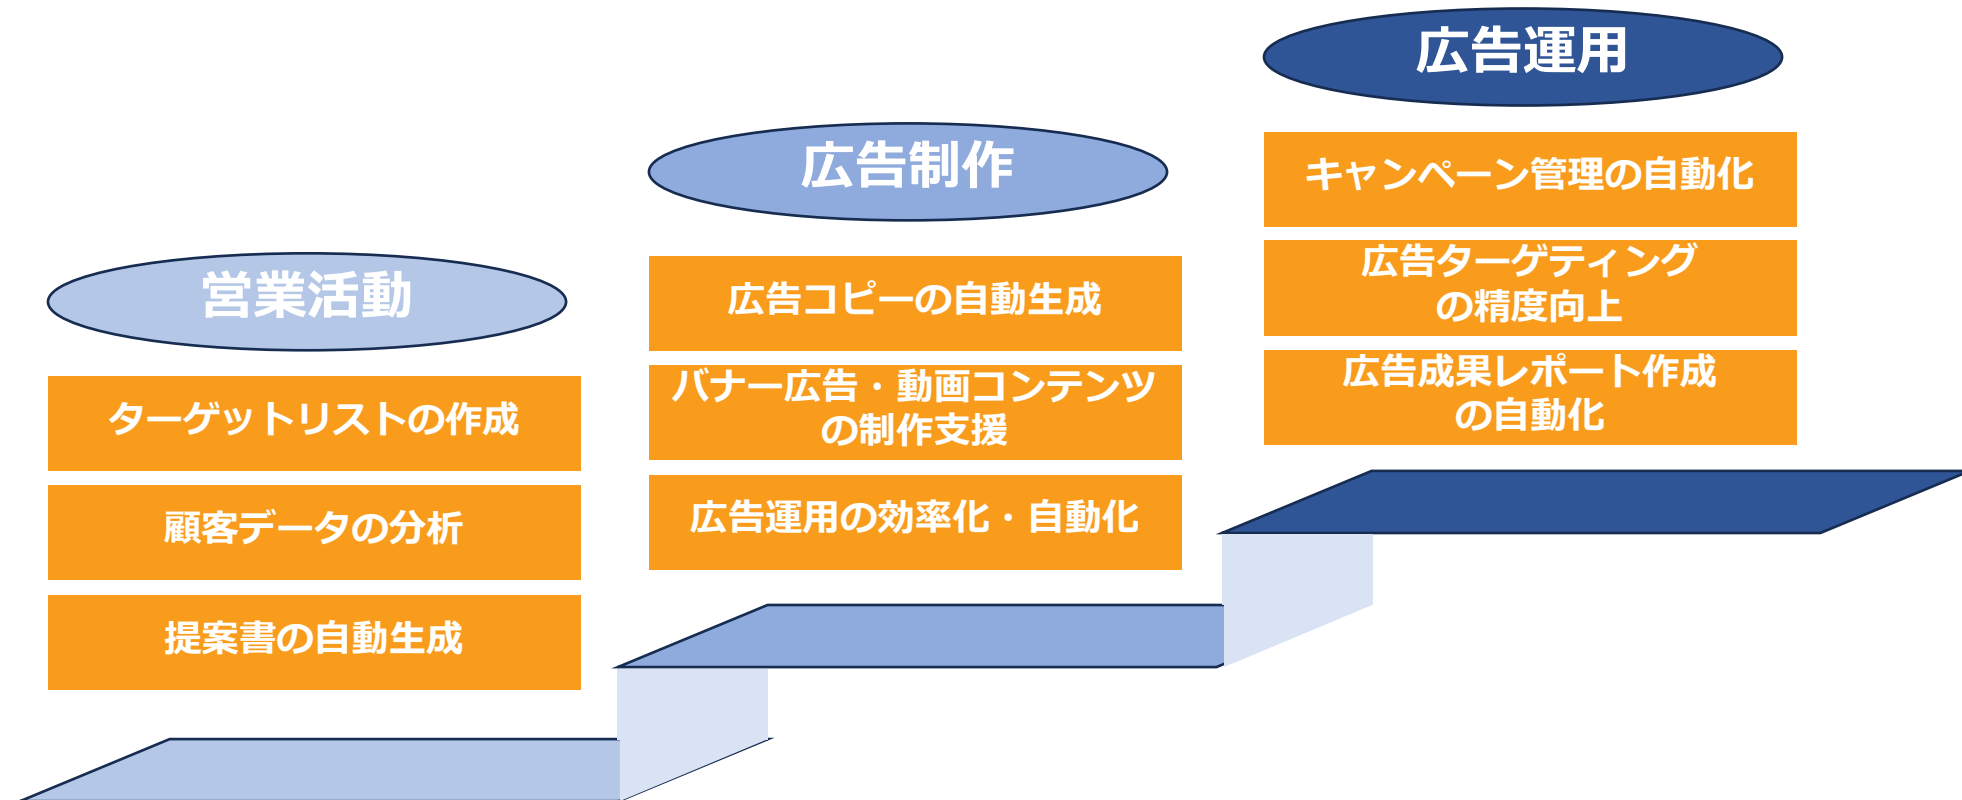 営業活動
ターゲットリストの作成
顧客データの分析
提案書の自動生成
広告制作
広告コピーの自動生成
バナー広告・動画コンテンツ
の制作支援
広告運用の効率化・自動化
広告運用
キャンペーン管理の自動化
広告ターゲティング
の精度向上
広告成果レポート作成
の自動化